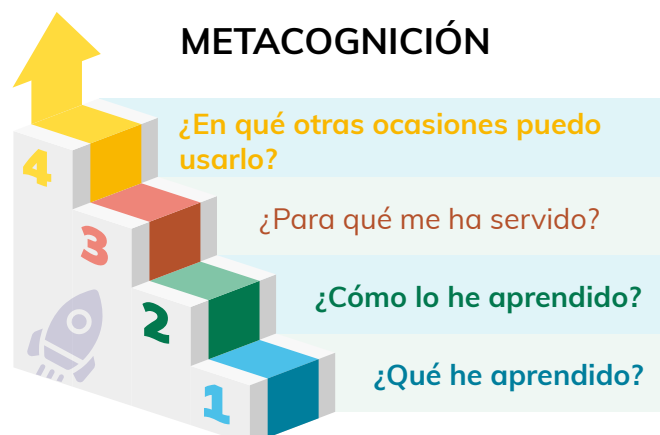 METACOGNICIÓN
¿En qué otras ocasiones puedo
usarlo?
4
¿Para qué me ha servido?
3
¿Cómo lo he aprendido?
2
¿Qué he aprendido?
1